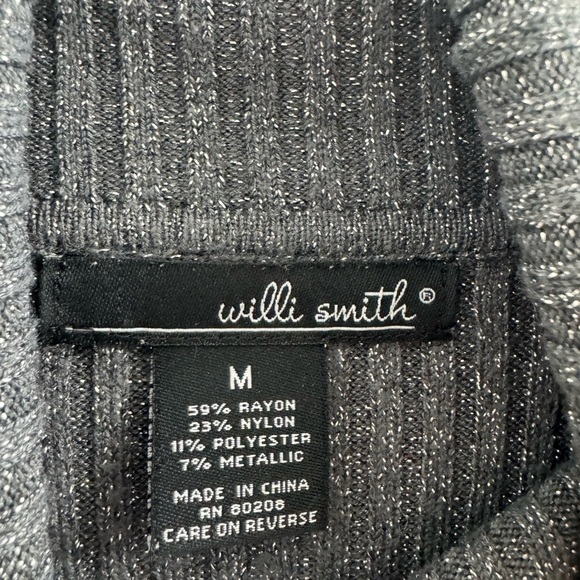 willi smith®
M
59% RAYON
23% NYLON
11% POLYESTER
7% METALLIC
MADE IN CHINA
RN 80208
CARE ON REVERSE